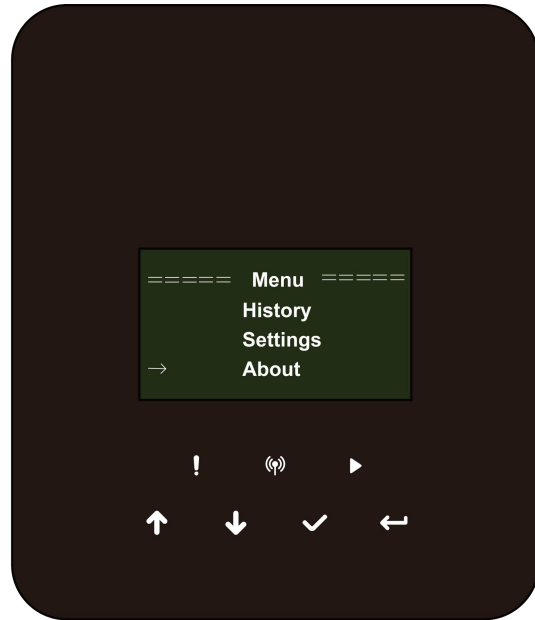 ===== Menu =====
History
Settings
→ About